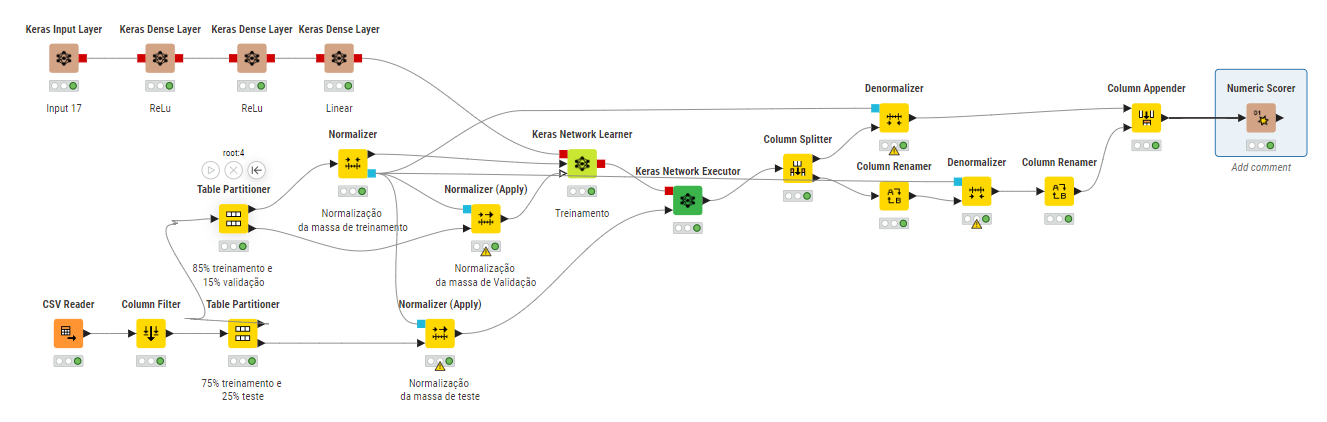 Keras Input Layer
Keras Dense Layer
Keras Dense Layer
Keras Dense Layer
Input 17
ReLu
ReLu
Linear
Denormalizer
Column Appender
Numeric Scorer
Add comment
Normalizer
Keras Network Learner
Column Splitter
root:4
Table Partitioner
Keras Network Executor
Column Renamer
Denormalizer
Column Renamer
Normalizer (Apply)
Normalização
da massa de treinamento
Treinamento
85% treinamento e
15% validação
Normalização
da massa de Validação
CSV Reader
Column Filter
Table Partitioner
Normalizer (Apply)
75% treinamento e
25% teste
Normalização
da massa de teste